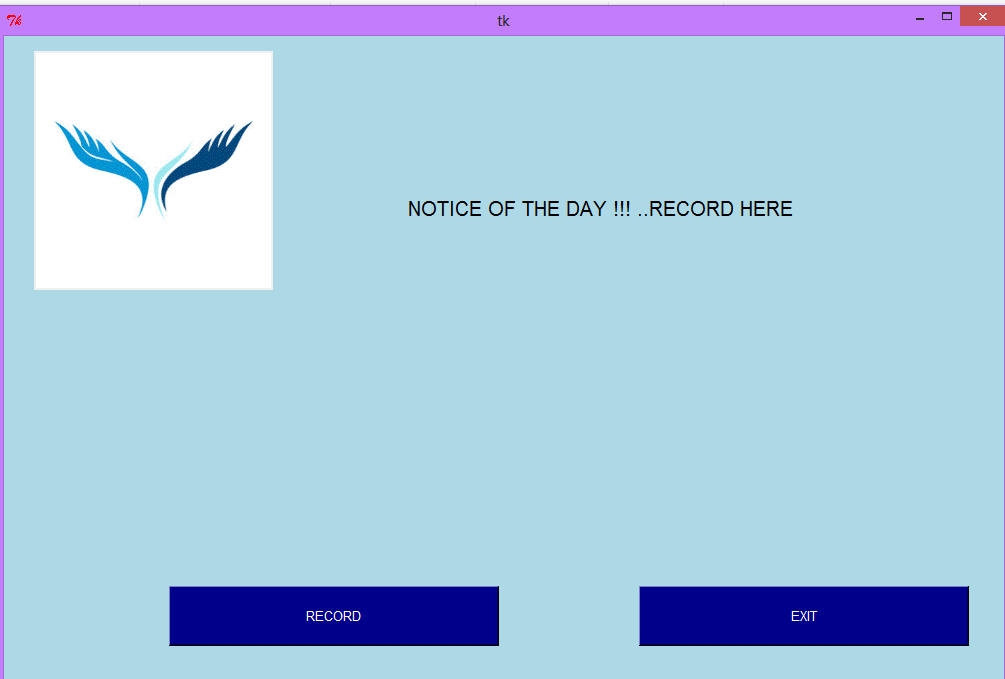 tk
NOTICE OF THE DAY !!! ..RECORD HERE
RECORD
EXIT